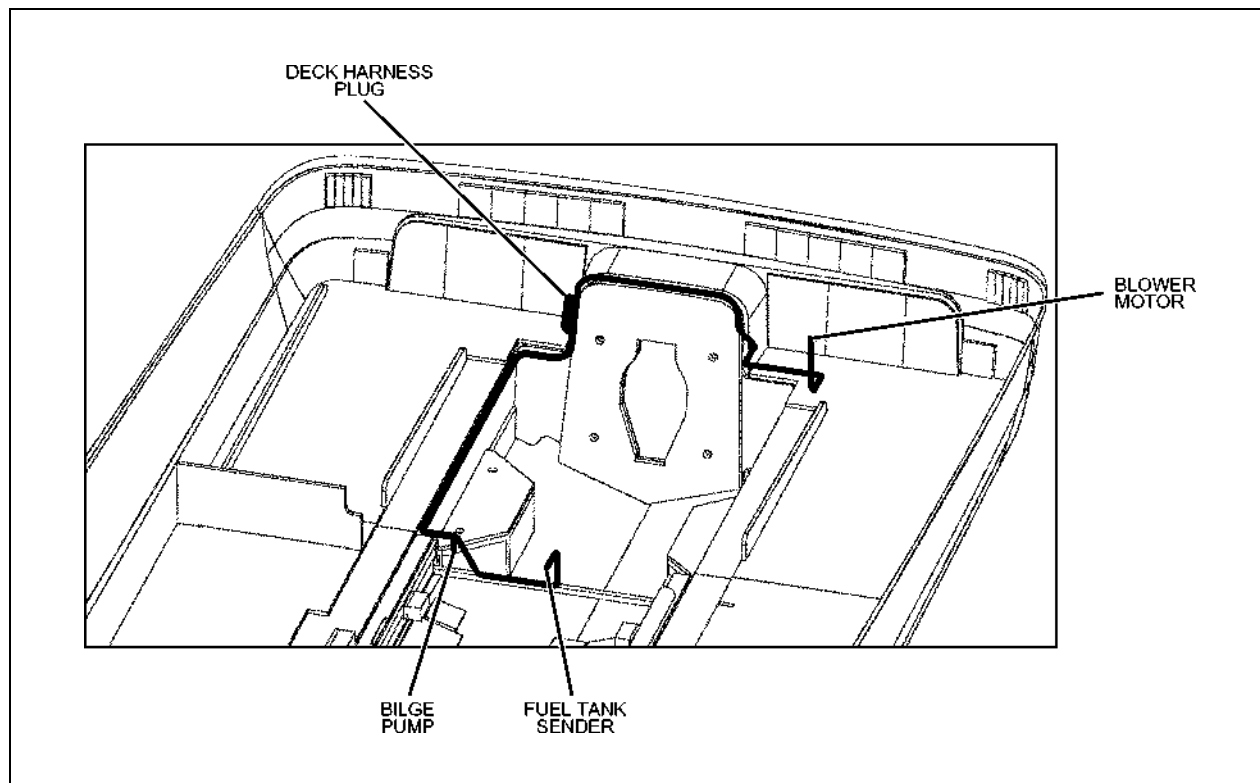 DECK HARNESS
PLUG
BLOWER
MOTOR
BILGE
PUMP
FUEL TANK
SENDER